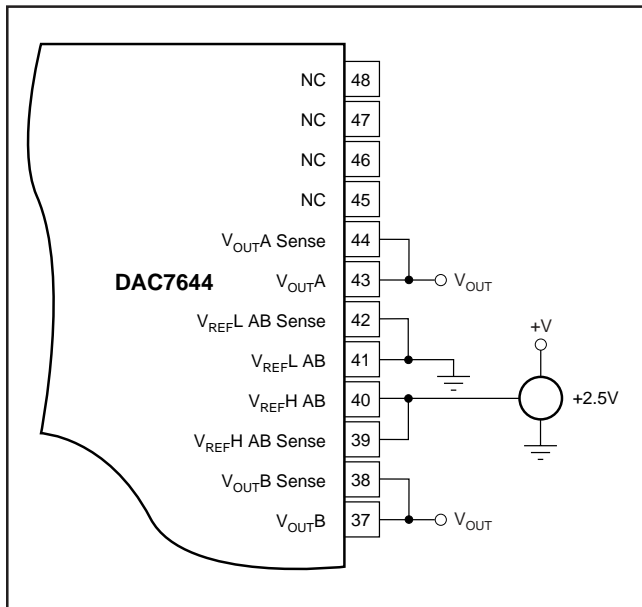 NC 48
NC 47
NC 46
NC 45
V_OUTA Sense 44
DAC7644
V_OUTA 43
V_OUT
V_REFL AB Sense 42
+V
V_REFL AB 41
V_REFH AB 40
+2.5V
V_REFH AB Sense 39
V_OUTB Sense 38
V_OUTB 37
V_OUT